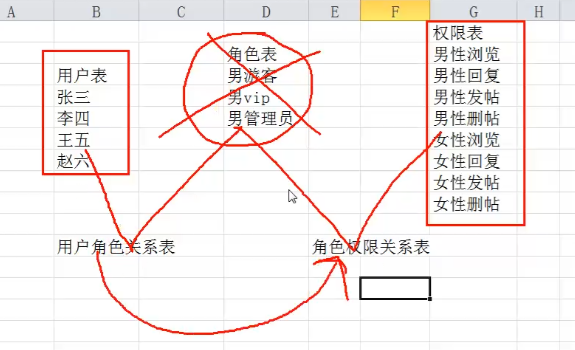 A B C D E F G H
用户表
张三
李四
王五
赵六
角色表
男游客
男vip
男管理员
权限表
男性浏览
男性回复
男性发帖
男性删帖
女性浏览
女性回复
女性发帖
女性删帖
用户角色关系表
角色权限关系表